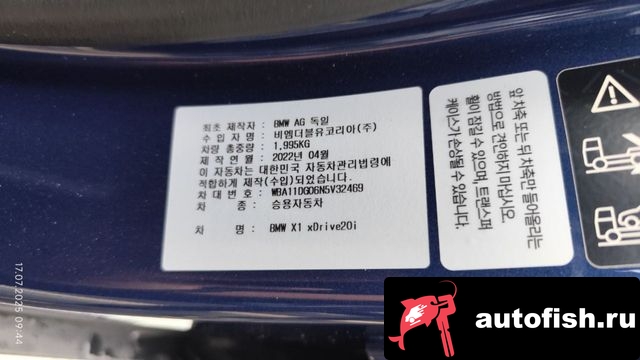 최초 제작자 : BMW AG 독일
수 입 자 명 : 비엠더블유코리아(주)
차량 총중량 : 1,995KG
제 작 연 월 : 2022년 04월
이 자동차는 대한민국 자동차관리법령에
적합하게 제작(수입)되었습니다.
차 대 번 호 : WBA11DG06N5V32469
차 종 : 승용자동차
차 명 : BMW X1 xDrive20i
앞 차축 또는 뒤 차축만 들어올리는
방법으로 견인하지 마십시오.
휠이 잠길 수 있으며, 트랜스퍼
케이스가 손상될 수 있습니다.
17.07.2025 09:44
autofish.ru